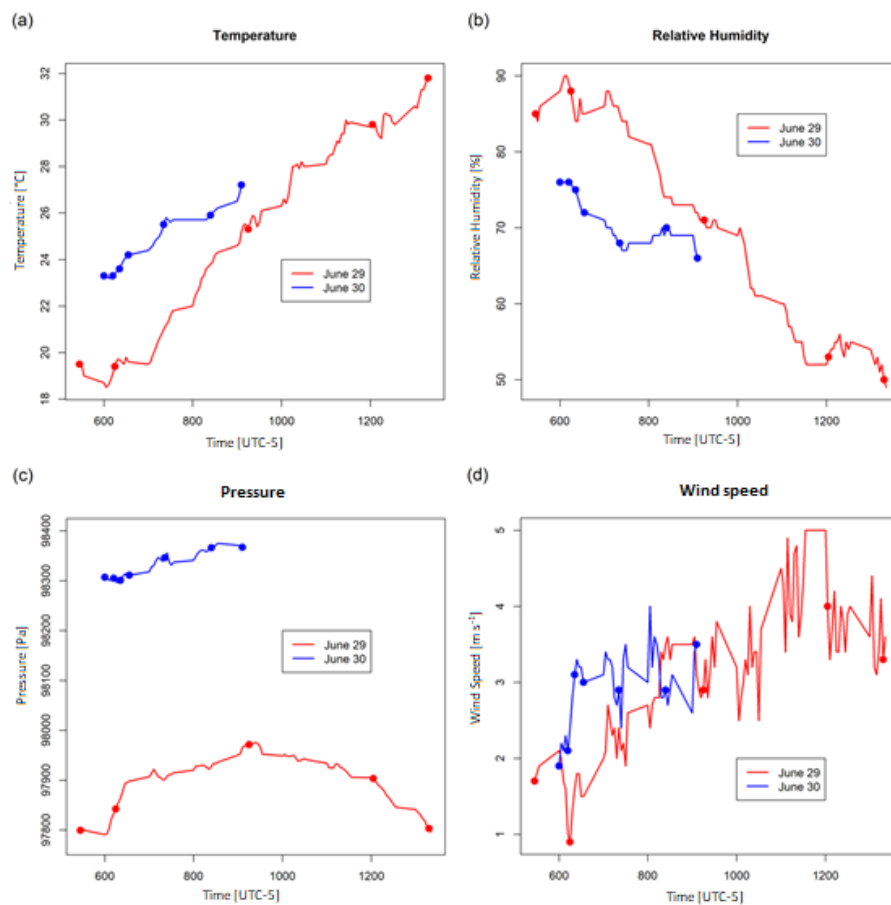 (a)
Temperature
Temperature [°C]
32
30
28
26
24
22
20
18
June 29
June 30
600
800
1000
1200
Time [UTC-5]
(b)
Relative Humidity
Relative Humidity [%]
90
80
70
60
50
June 29
June 30
600
800
1000
1200
Time [UTC-5]
(c)
Pressure
Pressure [Pa]
98400
98300
98200
98100
98000
97900
97800
June 29
June 30
600
800
1000
1200
Time [UTC-5]
(d)
Wind speed
Wind Speed [m s⁻¹]
5
4
3
2
1
June 29
June 30
600
800
1000
1200
Time [UTC-5]